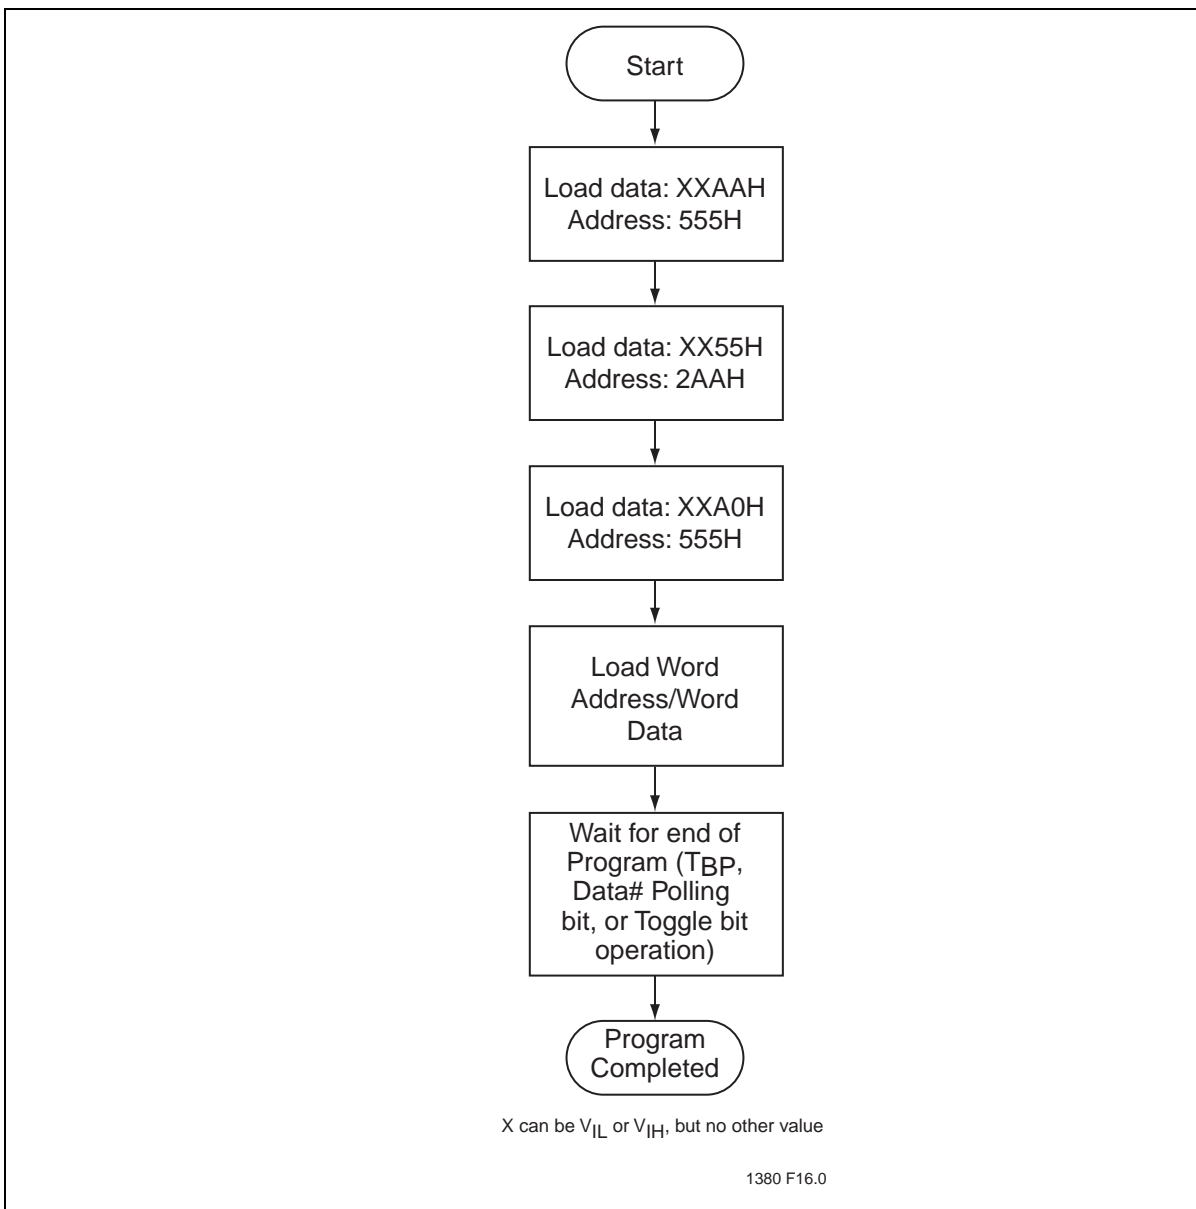 Start
Load data: XXAAH
Address: 555H
Load data: XX55H
Address: 2AAH
Load data: XXA0H
Address: 555H
Load Word
Address/Word
Data
Wait for end of
Program (TBP,
Data# Polling
bit, or Toggle bit
operation)
Program
Completed
X can be VIL or VIH, but no other value
1380 F16.0